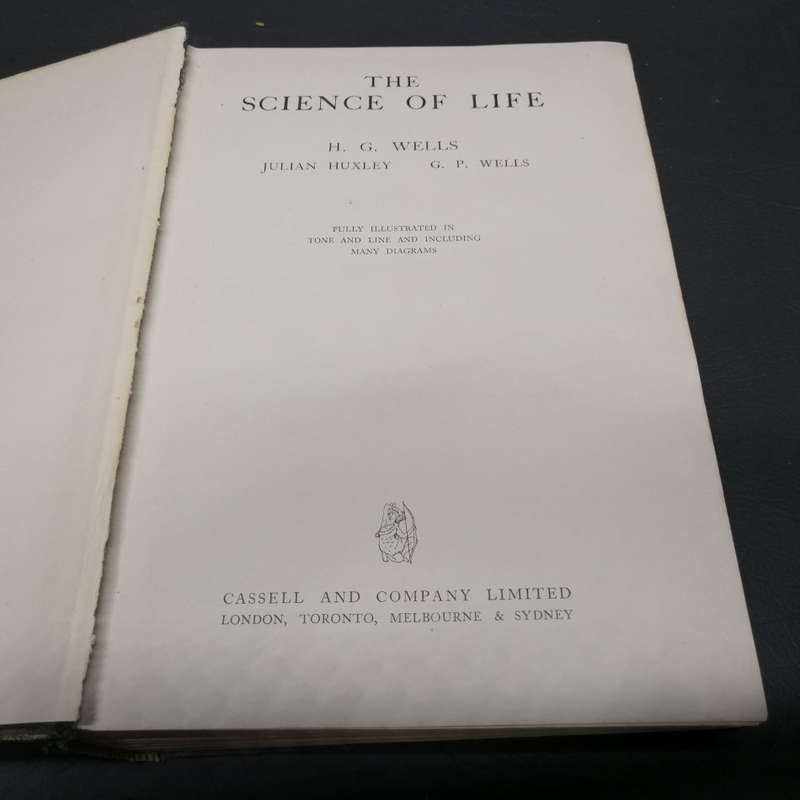 THE
SCIENCE OF LIFE
H. G. WELLS
JULIAN HUXLEY G. P. WELLS
FULLY ILLUSTRATED IN
TONE AND LINE AND INCLUDING
MANY DIAGRAMS
CASSELL AND COMPANY LIMITED
LONDON, TORONTO, MELBOURNE & SYDNEY